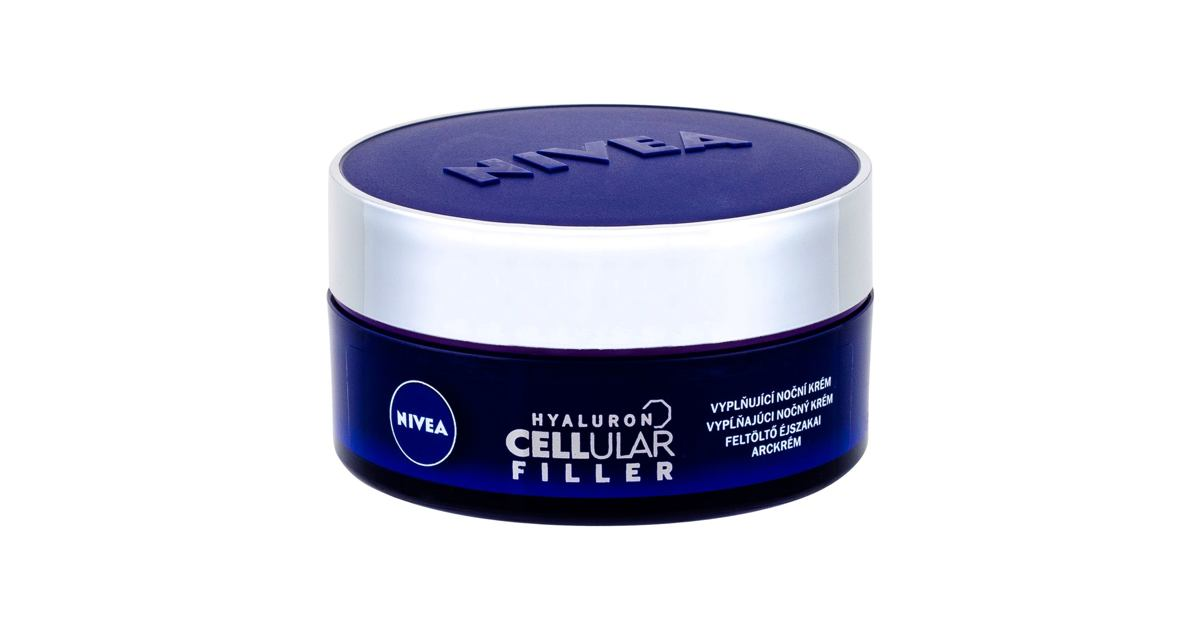 NIVEA
NIVEA
HYALURON
CELLULAR
FILLER
VYPLŇUJÍCÍ NOČNÍ KRÉM
VYPĹŇAJÚCI NOČNÝ KRÉM
FELTÖLTŐ ÉJSZAKAI
ARCKRÉM